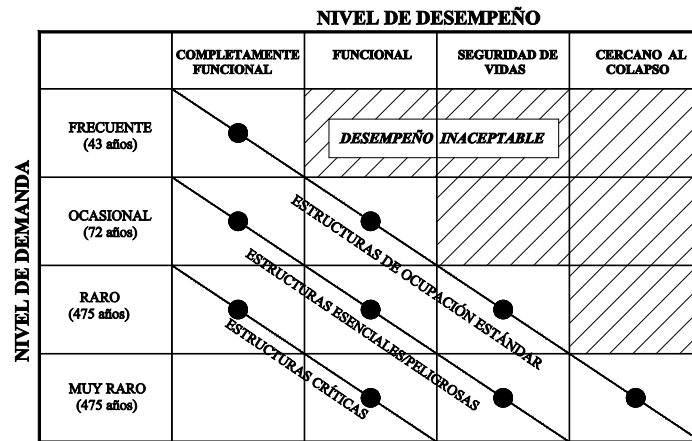 NIVEL DE DESEMPEÑO
COMPLETAMENTE
FUNCIONAL
FUNCIONAL
SEGURIDAD DE
VIDAS
CERCANO AL
COLAPSO
NIVEL DE DEMANDA
FRECUENTE
(43 años)
DESEMPEÑO INACEPTABLE
OCASIONAL
(72 años)
ESTRUCTURAS DE OCUPACIÓN ESTÁNDAR
RARO
(475 años)
ESTRUCTURAS ESENCIALES/PELIGROSAS
ESTRUCTURAS CRÍTICAS
MUY RARO
(475 años)